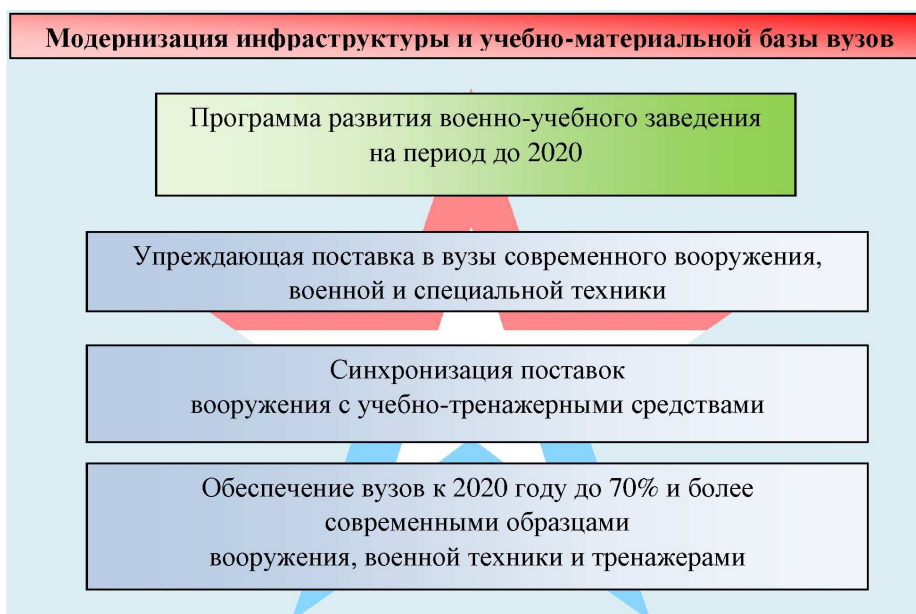 Модернизация инфраструктуры и учебно-материальной базы вузов
Программа развития военно-учебного заведения
на период до 2020
Упреждающая поставка в вузы современного вооружения,
военной и специальной техники
Синхронизация поставок
вооружения с учебно-тренажерными средствами
Обеспечение вузов к 2020 году до 70% и более
современными образцами
вооружения, военной техники и тренажерами